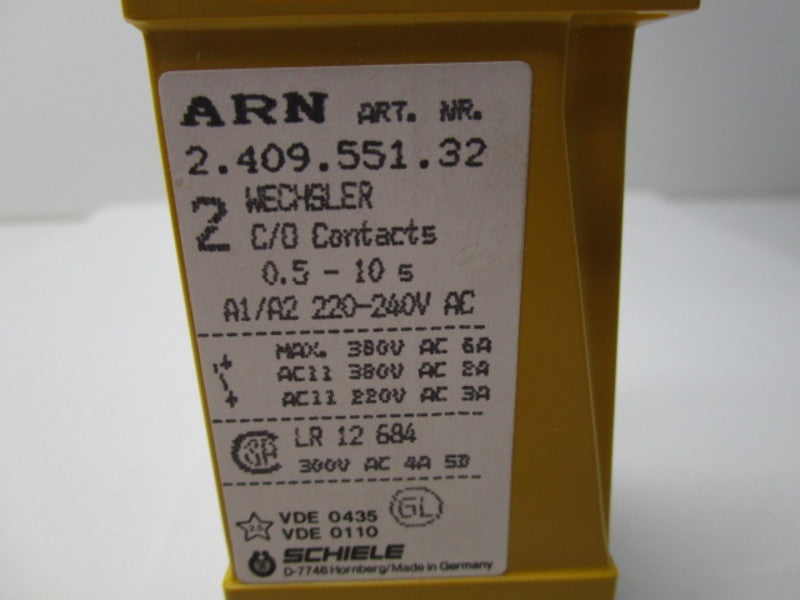 ARN ART. NR.
2.409.551.32
2 WECHSLER
C/O Contacts
0.5 - 10 s
A1/A2 220-240V AC
MAX. 380V AC 6A
AC11 380V AC 2A
AC11 220V AC 3A
LR 12 684
300V AC 4A 5D
GL
2.5 VDE 0435
VDE 0110
SCHIELE
D-7746 Hornberg/Made in Germany